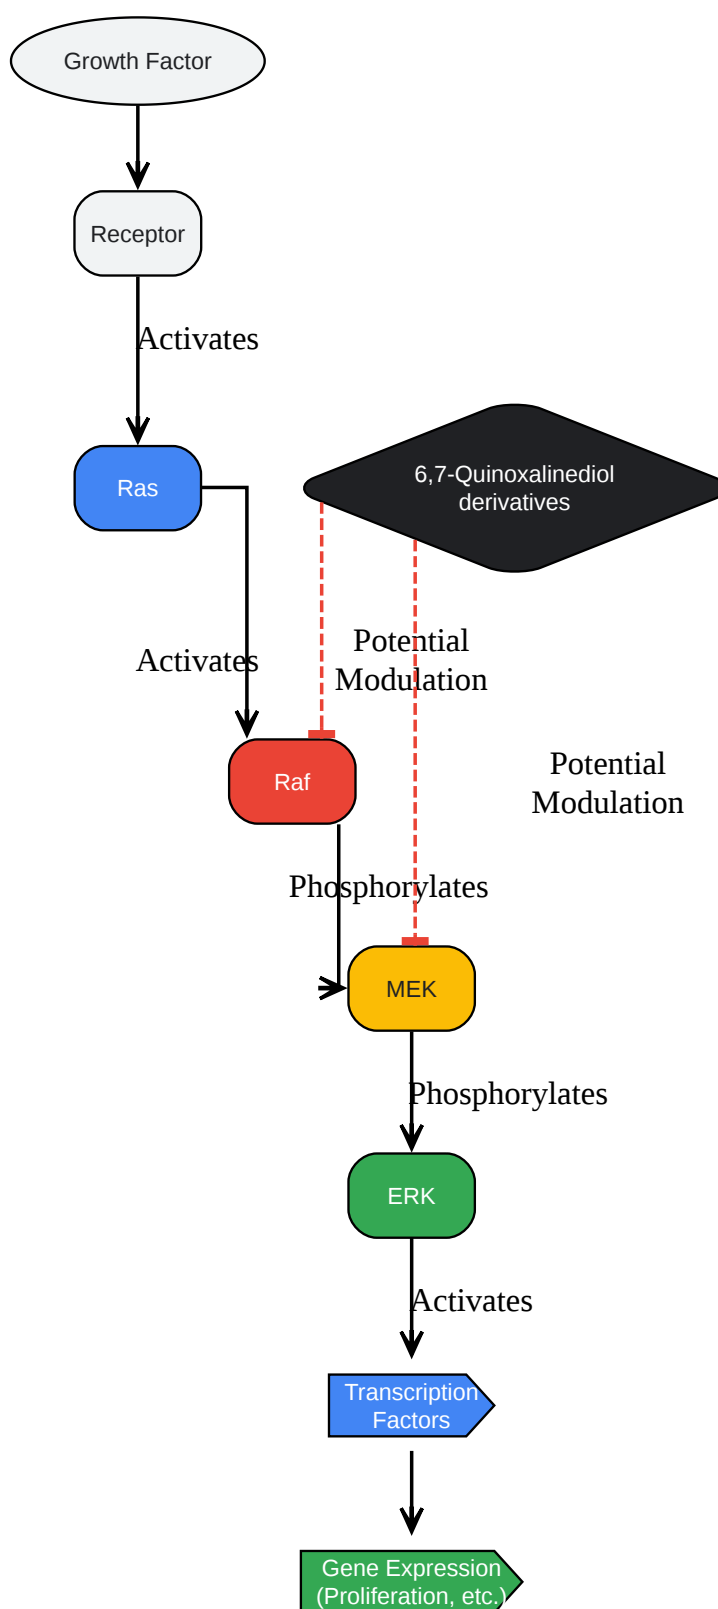 Growth Factor
Receptor
Activates
Ras
6,7-Quinoxalinediol
derivatives
Activates
Potential
Modulation
Raf
Potential
Modulation
Phosphorylates
MEK
Phosphorylates
ERK
Activates
Transcription
Factors
Gene Expression
(Proliferation, etc.)